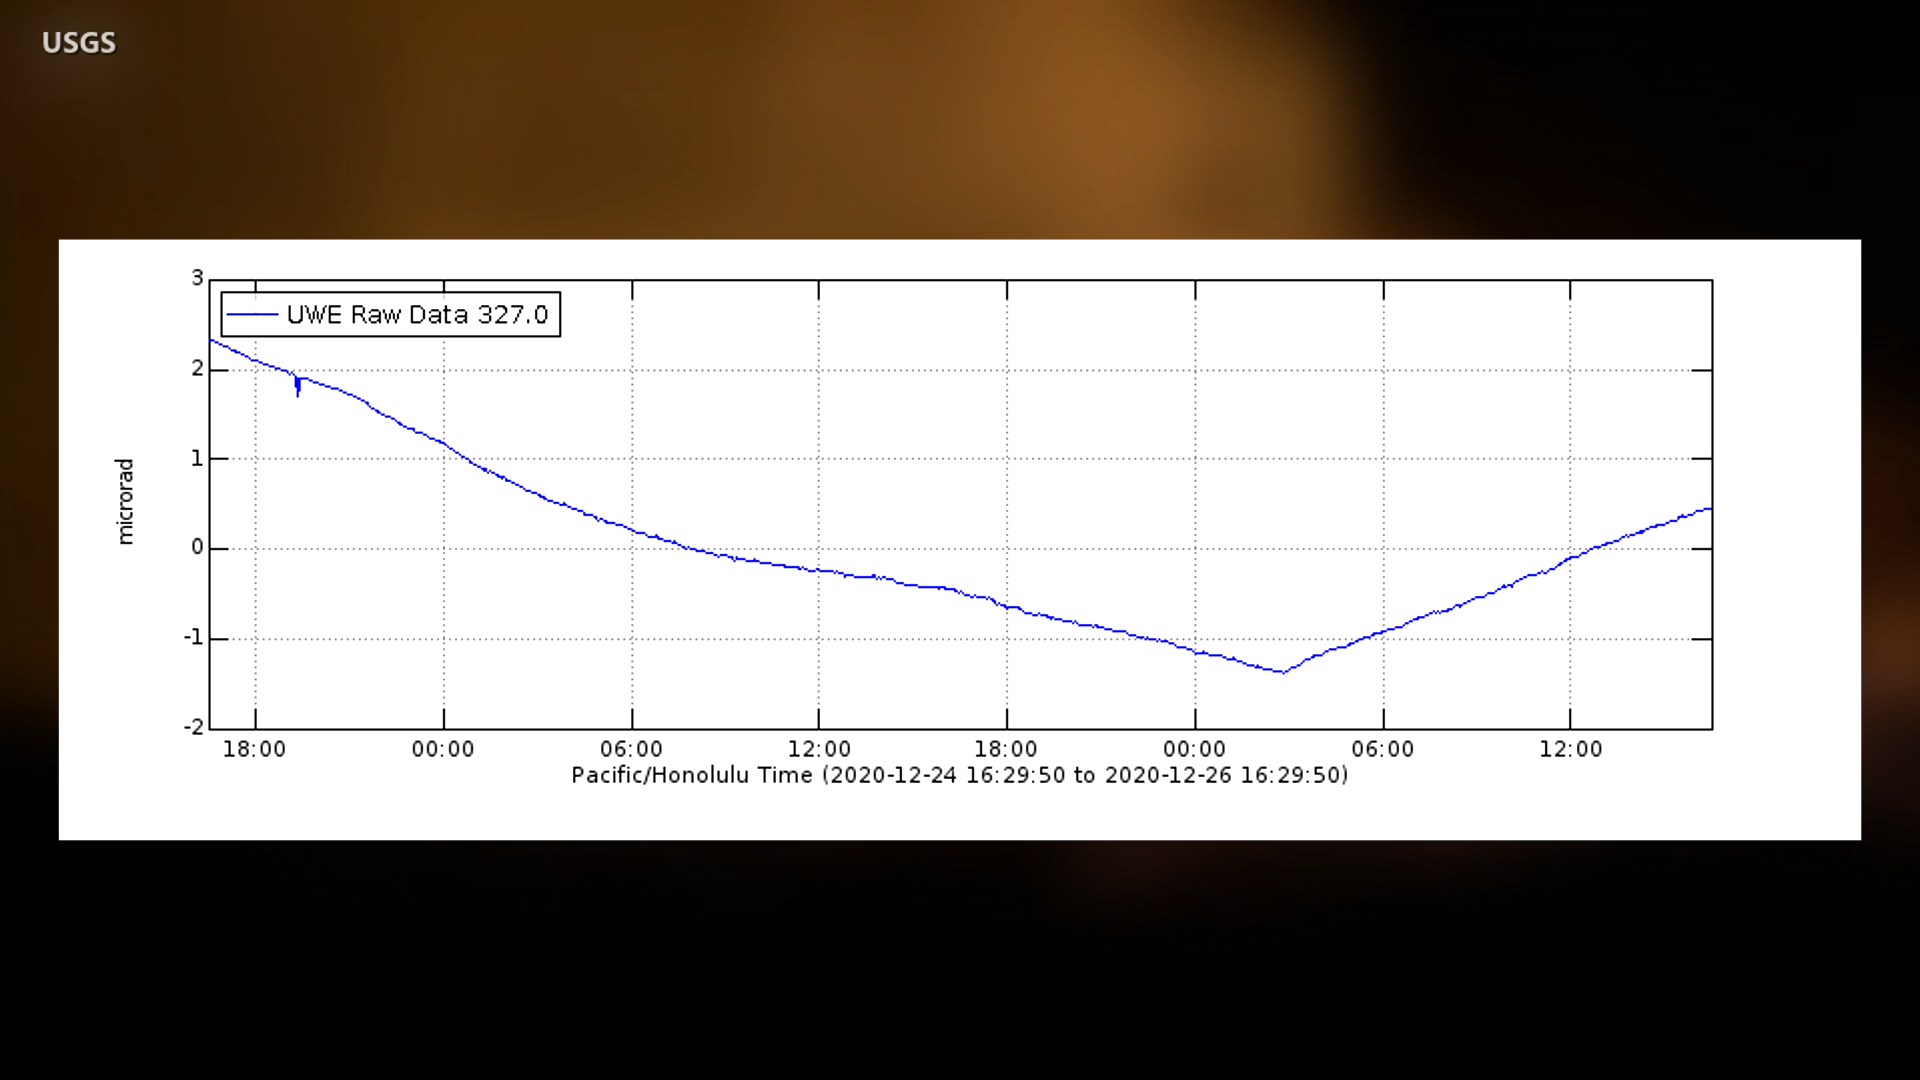 USGS
3
UWE Raw Data 327.0
2
1
0
-1
-2
microrad
18:00 00:00 06:00 12:00 18:00 00:00 06:00 12:00
Pacific/Honolulu Time (2020-12-24 16:29:50 to 2020-12-26 16:29:50)